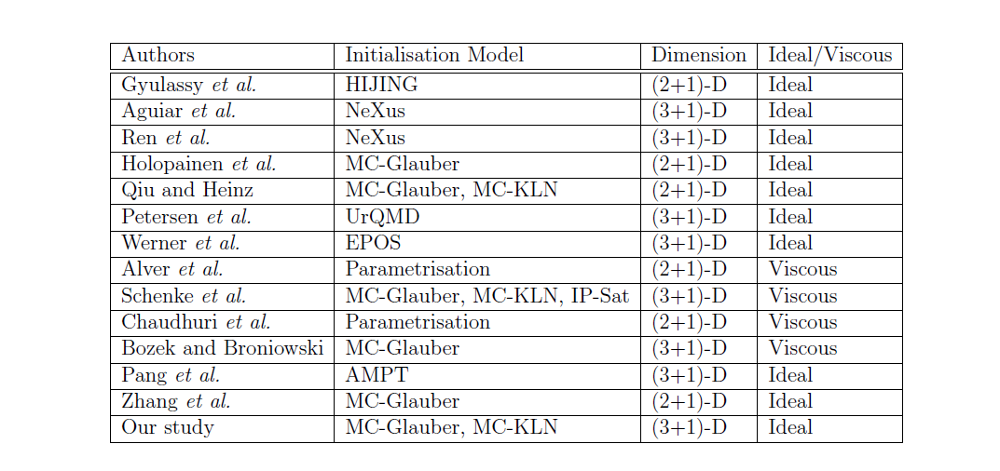 Authors Initialisation Model Dimension Ideal/Viscous
Gyulassy et al. HIJING (2+1)-D Ideal
Aguiar et al. NeXus (3+1)-D Ideal
Ren et al. NeXus (3+1)-D Ideal
Holopainen et al. MC-Glauber (2+1)-D Ideal
Qiu and Heinz MC-Glauber, MC-KLN (2+1)-D Ideal
Petersen et al. UrQMD (3+1)-D Ideal
Werner et al. EPOS (3+1)-D Ideal
Alver et al. Parametrisation (2+1)-D Viscous
Schenke et al. MC-Glauber, MC-KLN, IP-Sat (3+1)-D Viscous
Chaudhuri et al. Parametrisation (2+1)-D Viscous
Bozek and Broniowski MC-Glauber (3+1)-D Viscous
Pang et al. AMPT (3+1)-D Ideal
Zhang et al. MC-Glauber (2+1)-D Ideal
Our study MC-Glauber, MC-KLN (3+1)-D Ideal